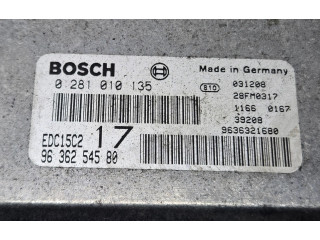 BOSCH
Made in Germany
0 281 010 135
BTD
031208
28FM0317
1166 0167
39208
EDC15C2 17
9636321680
96 362 545 80